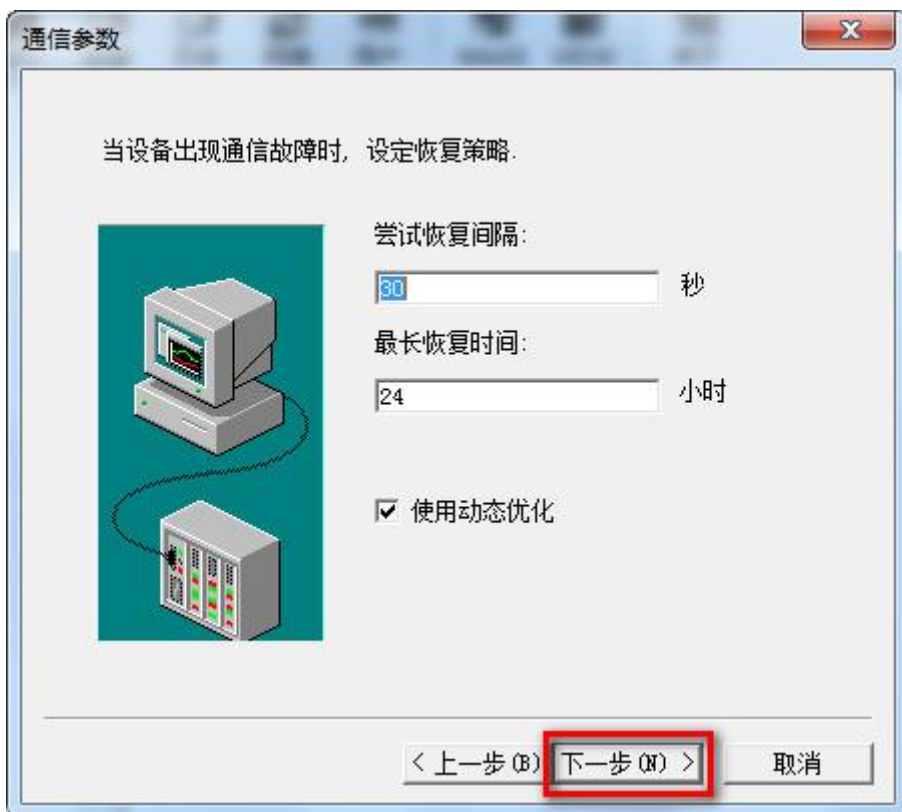 通信参数
当设备出现通信故障时, 设定恢复策略.
尝试恢复间隔:
30 秒
最长恢复时间:
24 小时
使用动态优化
< 上一步(B) 下一步(N) > 取消